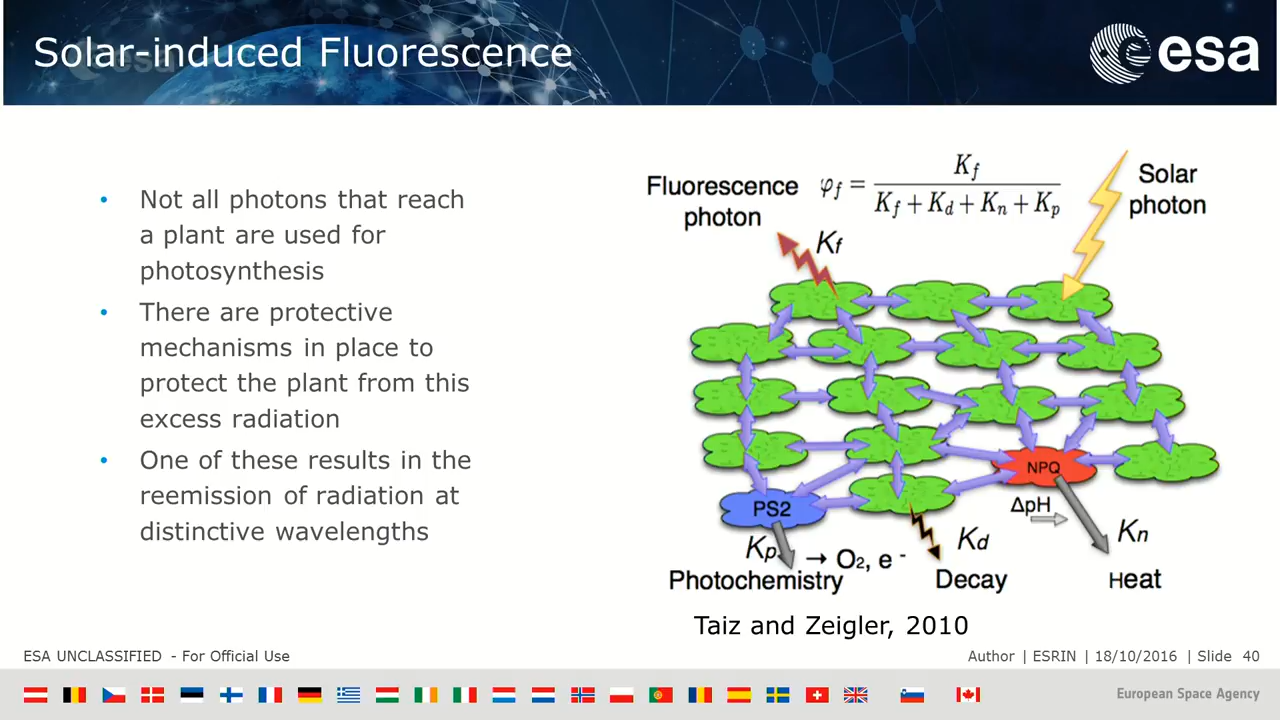 Solar-induced Fluorescence
esa
• Not all photons that reach
a plant are used for
photosynthesis
• There are protective
mechanisms in place to
protect the plant from this
excess radiation
• One of these results in the
reemission of radiation at
distinctive wavelengths
Fluorescence
photon
φf = Kf / (Kf + Kd + Kn + Kp)
Solar
photon
Kf
NPQ
PS2
ΔpH
Kn
Kd
Kp
→ O₂, e⁻
Photochemistry
Decay
Heat
Taiz and Zeigler, 2010
ESA UNCLASSIFIED - For Official Use
Author | ESRIN | 18/10/2016 | Slide 40
European Space Agency